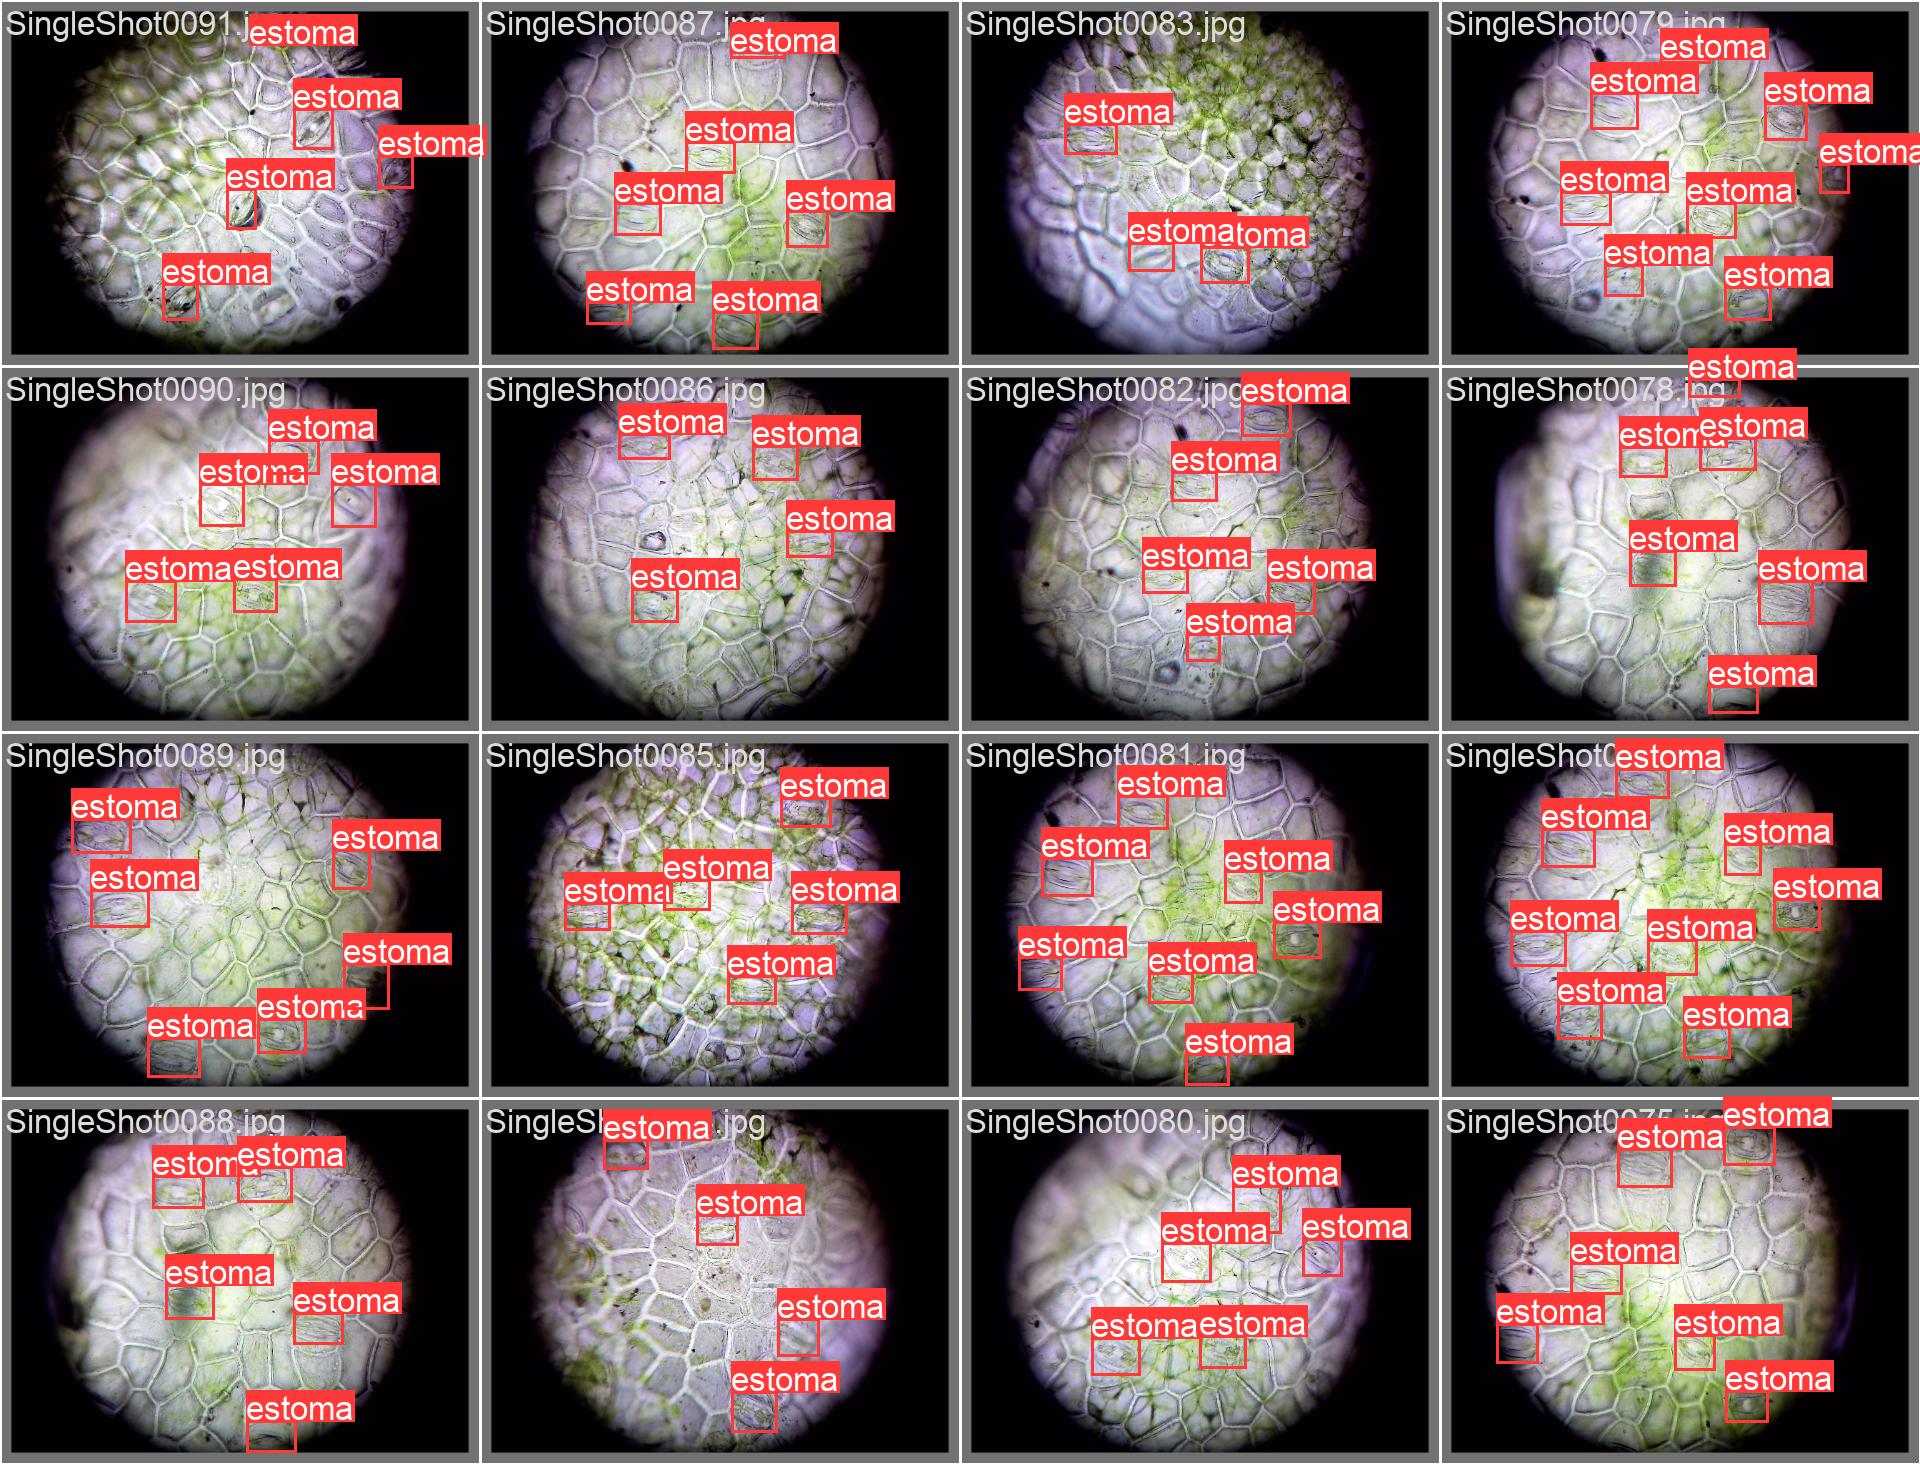 SingleShot0091.j
estoma
estoma
estoma
estoma
estoma
SingleShot0087.jpg
estoma
estoma
estoma
estoma
estoma
estoma
SingleShot0083.jpg
estoma
estoma
estoma
SingleShot0079.jpg
estoma
estoma
estoma
estoma
estoma
estoma
estoma
estoma
SingleShot0090.jpg
estoma
estoma
estoma
estoma
estoma
SingleShot0086.jpg
estoma
estoma
estoma
estoma
SingleShot0082.jpg
estoma
estoma
estoma
estoma
estoma
SingleShot0078.jpg
estoma
estoma
estoma
estoma
estoma
estoma
SingleShot0089.jpg
estoma
estoma
estoma
estoma
estoma
estoma
SingleShot0085.jpg
estoma
estoma
estoma
estoma
estoma
SingleShot0081.jpg
estoma
estoma
estoma
estoma
estoma
estoma
estoma
SingleShot0
estoma
estoma
estoma
estoma
estoma
estoma
estoma
estoma
SingleShot0088.jpg
estoma
estoma
estoma
estoma
estoma
.jpg
estoma
estoma
estoma
estoma
SingleShot0080.jpg
estoma
estoma
estoma
estoma
estoma
SingleShot0075.jpg
estoma
estoma
estoma
estoma
estoma
estoma